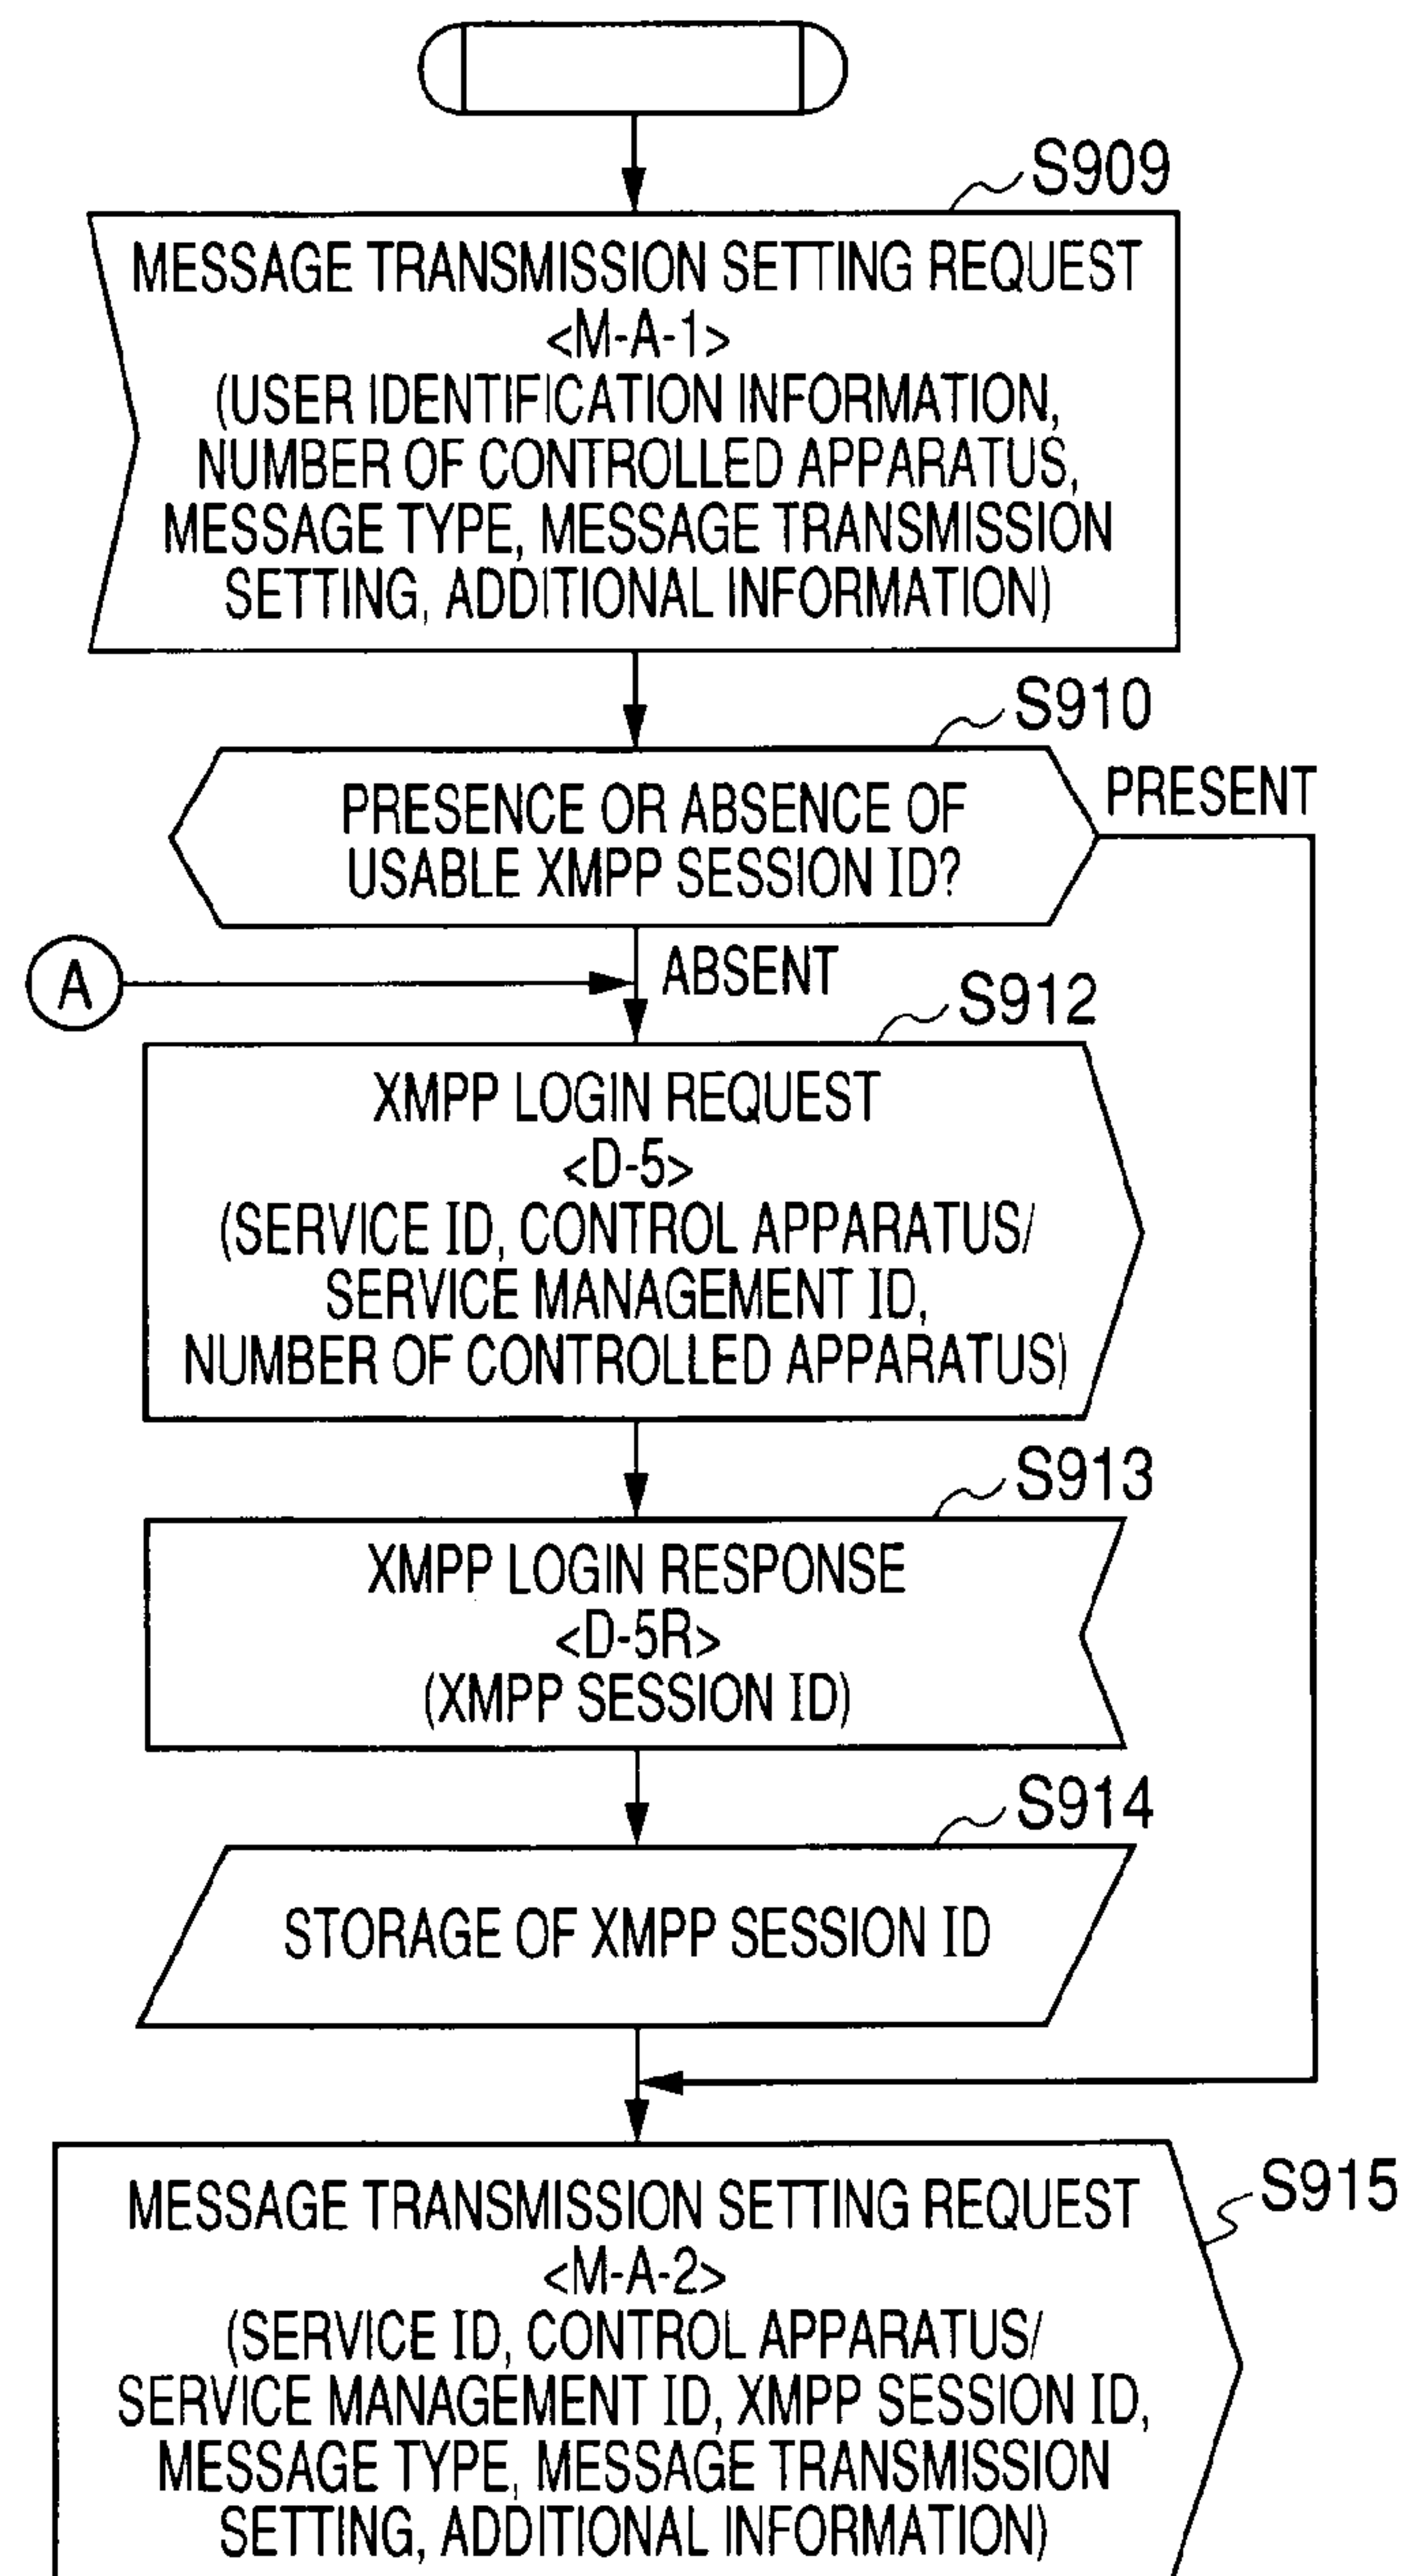 S909
MESSAGE TRANSMISSION SETTING REQUEST
<M-A-1>
(USER IDENTIFICATION INFORMATION,
NUMBER OF CONTROLLED APPARATUS,
MESSAGE TYPE, MESSAGE TRANSMISSION
SETTING, ADDITIONAL INFORMATION)
S910
PRESENCE OR ABSENCE OF
USABLE XMPP SESSION ID?
PRESENT
A
ABSENT
S912
XMPP LOGIN REQUEST
<D-5>
(SERVICE ID, CONTROL APPARATUS/
SERVICE MANAGEMENT ID,
NUMBER OF CONTROLLED APPARATUS)
S913
XMPP LOGIN RESPONSE
<D-5R>
(XMPP SESSION ID)
S914
STORAGE OF XMPP SESSION ID
S915
MESSAGE TRANSMISSION SETTING REQUEST
<M-A-2>
(SERVICE ID, CONTROL APPARATUS/
SERVICE MANAGEMENT ID, XMPP SESSION ID,
MESSAGE TYPE, MESSAGE TRANSMISSION
SETTING, ADDITIONAL INFORMATION)